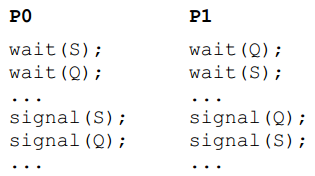 P0 P1
wait(S); wait(Q);
wait(Q); wait(S);
... ...
signal(S); signal(Q);
signal(Q); signal(S);
... ...